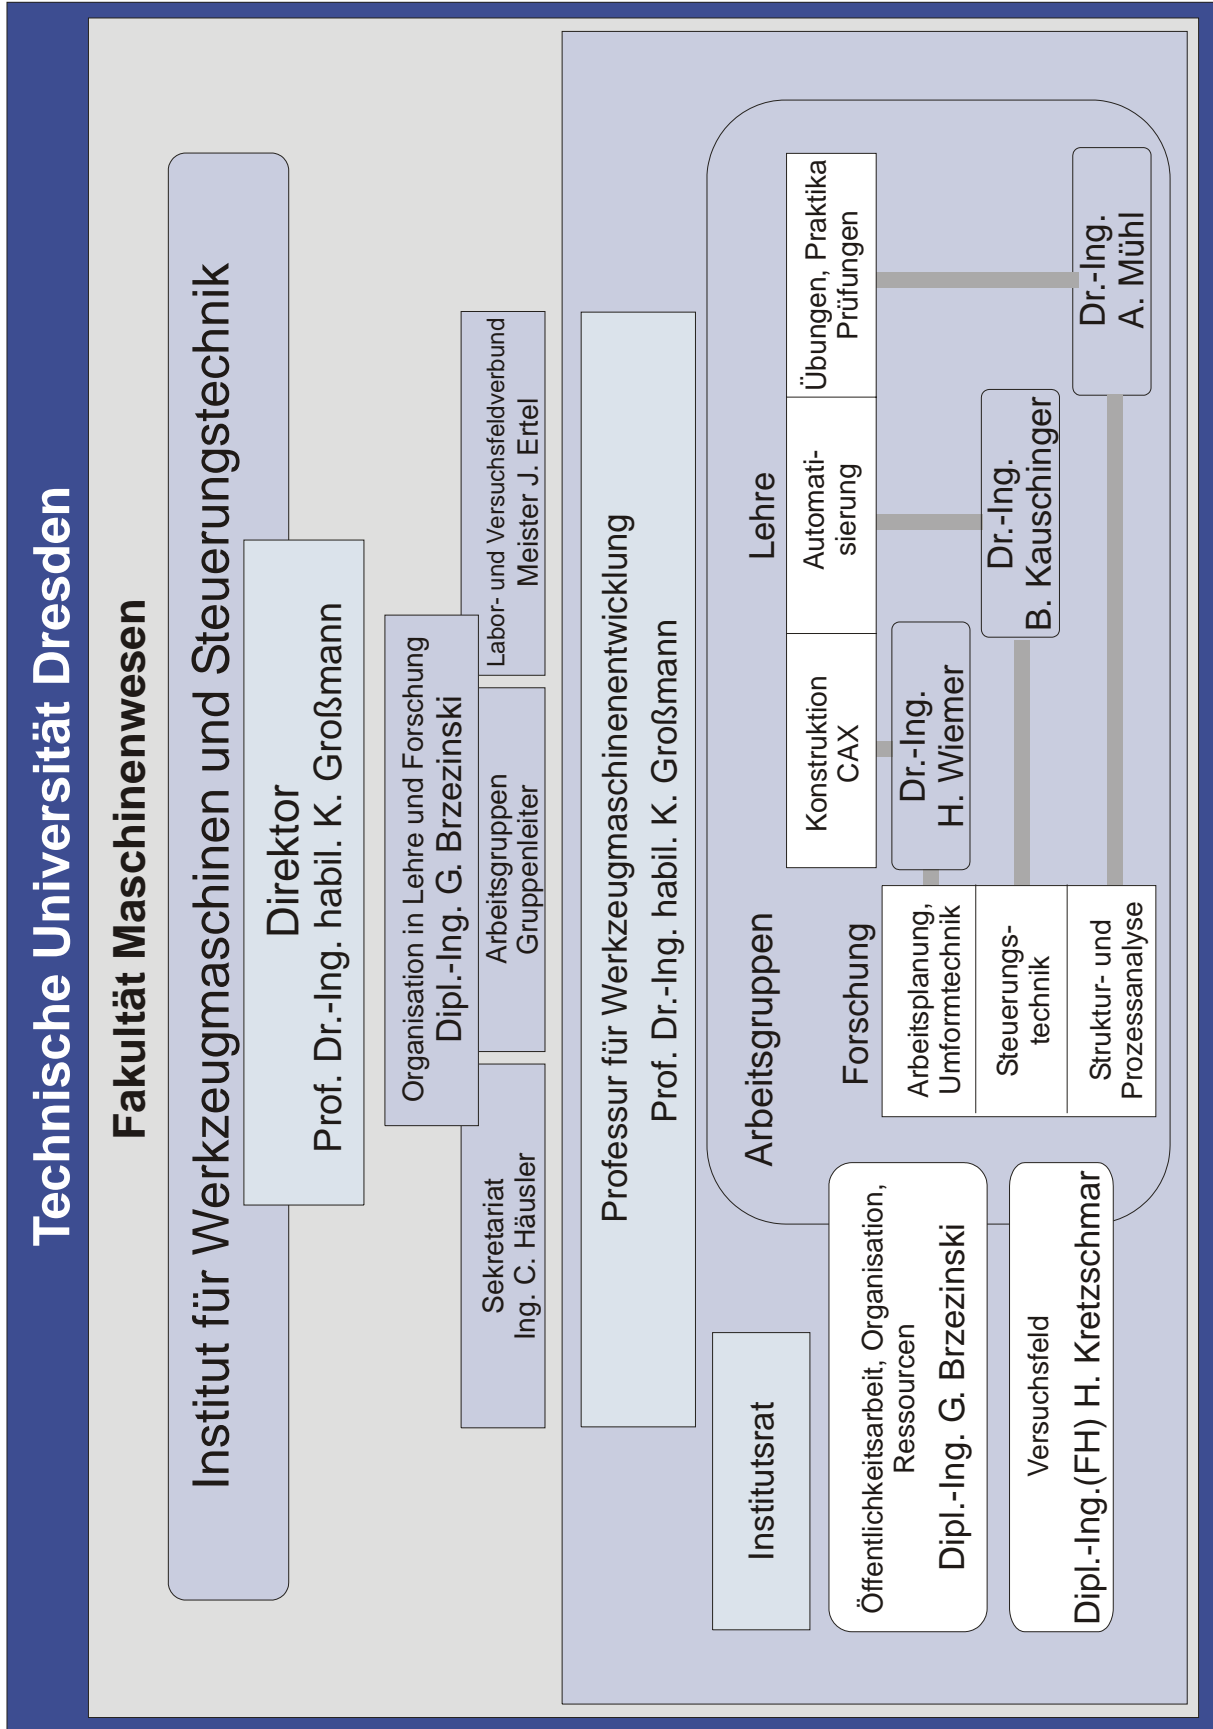 Technische Universität Dresden
Fakultät Maschinenwesen
Institut für Werkzeugmaschinen und Steuerungstechnik
Direktor
Prof. Dr.-Ing. habil. K. Großmann
Organisation in Lehre und Forschung
Dipl.-Ing. G. Brzezinski
Sekretariat
Ing. C. Häusler
Arbeitsgruppen
Gruppenleiter
Labor- und Versuchsfeldverbund
Meister J. Ertel
Professur für Werkzeugmaschinenentwicklung
Prof. Dr.-Ing. habil. K. Großmann
Institutsrat
Öffentlichkeitsarbeit, Organisation,
Ressourcen
Dipl.-Ing. G. Brzezinski
Versuchsfeld
Dipl.-Ing.(FH) H. Kretzschmar
Arbeitsgruppen
Lehre
Konstruktion
CAX
Automati-
sierung
Übungen, Praktika
Prüfungen
Forschung
Arbeitsplanung,
Umformtechnik
Steuerungs-
technik
Struktur- und
Prozessanalyse
Dr.-Ing.
H. Wiemer
Dr.-Ing.
B. Kauschinger
Dr.-Ing.
A. Mühl